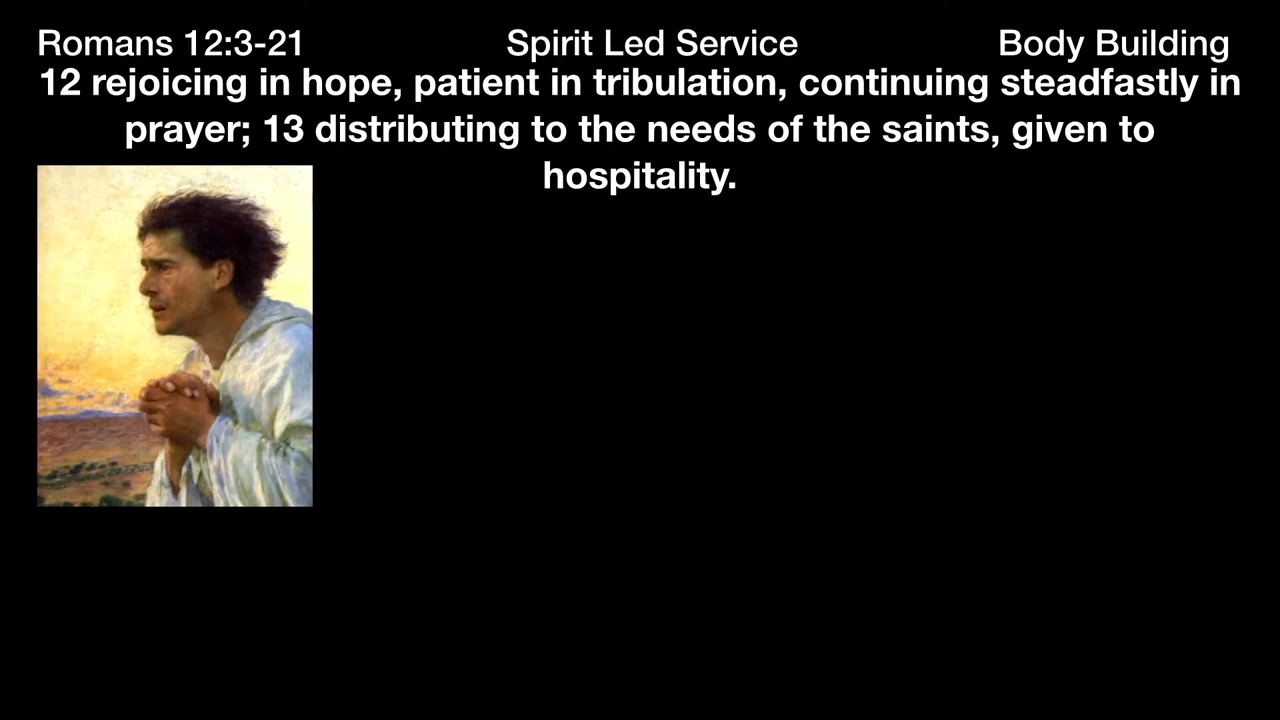 Romans 12:3-21 Spirit Led Service Body Building
12 rejoicing in hope, patient in tribulation, continuing steadfastly in
prayer; 13 distributing to the needs of the saints, given to
hospitality.